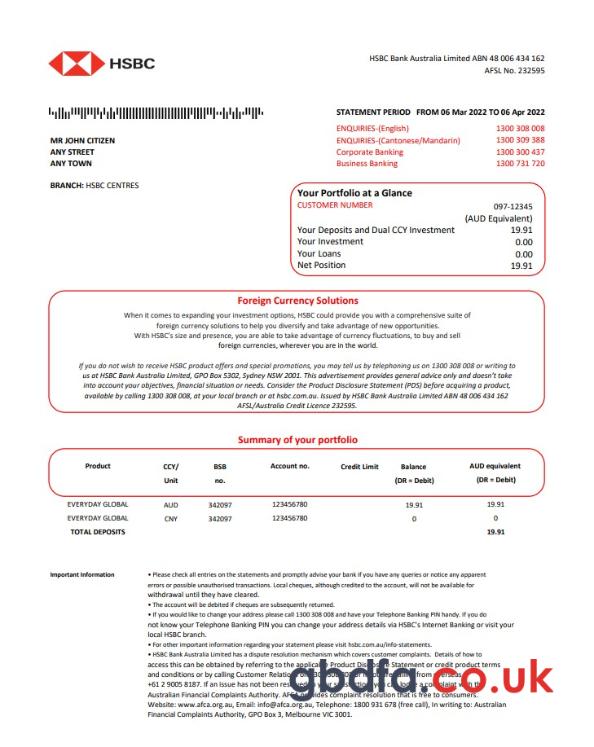 HSBC
HSBC Bank Australia Limited ABN 48 006 434 162
AFSL No. 232595
STATEMENT PERIOD FROM 06 Mar 2022 TO 06 Apr 2022
ENQUIRIES-(English) 1300 308 008
ENQUIRIES-(Cantonese/Mandarin) 1300 309 388
Corporate Banking 1300 300 437
Business Banking 1300 731 720
MR JOHN CITIZEN
ANY STREET
ANY TOWN
BRANCH: HSBC CENTRES
Your Portfolio at a Glance
CUSTOMER NUMBER 097-12345
(AUD Equivalent)
Your Deposits and Dual CCY Investment 19.91
Your Investment 0.00
Your Loans 0.00
Net Position 19.91
Foreign Currency Solutions
When it comes to expanding your investment options, HSBC could provide you with a comprehensive suite of
foreign currency solutions to help you diversify and take advantage of new opportunities.
With HSBC's size and presence, you are able to take advantage of currency fluctuations, to buy and sell
foreign currencies, wherever you are in the world.
If you do not wish to receive HSBC product offers and special promotions, you may tell us by telephoning us on 1300 308 008 or writing to
us at HSBC Bank Australia Limited, GPO Box 5302, Sydney NSW 2001. This advertisement provides general advice only and doesn't take
into account your objectives, financial situation or needs. Consider the Product Disclosure Statement (PDS) before acquiring a product,
available by calling 1300 308 008, at your local branch or at hsbc.com.au. Issued by HSBC Bank Australia Limited ABN 48 006 434 162
AFSL/Australia Credit Licence 232595.
Summary of your portfolio
Product CCY/ BSB Account no. Credit Limit Balance AUD equivalent
Unit no. (DR = Debit) (DR = Debit)
EVERYDAY GLOBAL AUD 342097 123456780 19.91 19.91
EVERYDAY GLOBAL CNY 342097 123456780 0 0
TOTAL DEPOSITS 19.91
Important Information • Please check all entries on the statements and promptly advise your bank if you have any queries or notice any apparent
errors or possible unauthorised transactions. Local cheques, although credited to the account, will not be available for
withdrawal until they have cleared.
• The account will be debited if cheques are subsequently returned.
• If you would like to change your address please call 1300 308 008 and have your Telephone Banking PIN handy. If you do
not know your Telephone Banking PIN you can change your address details via HSBC's Internet Banking or visit your
local HSBC branch.
• For other important information regarding your statement please visit hsbc.com.au/info-statements.
• HSBC Bank Australia Limited has a dispute resolution mechanism which covers customer complaints. Details of how to
access this can be obtained by referring to the applicable Product Disclosure Statement or credit product terms
and conditions or by calling Customer Relations from overseas
+61 2 9005 8187. If an issue has not been resolved to your satisfaction, you can lodge a complaint with the
Australian Financial Complaints Authority. AFCA provides complaint resolution that is free to consumers.
Website: www.afca.org.au, Email: info@afca.org.au, Telephone: 1800 931 678 (free call), In writing to: Australian
Financial Complaints Authority, GPO Box 3, Melbourne VIC 3001.
gbdfa.co.uk